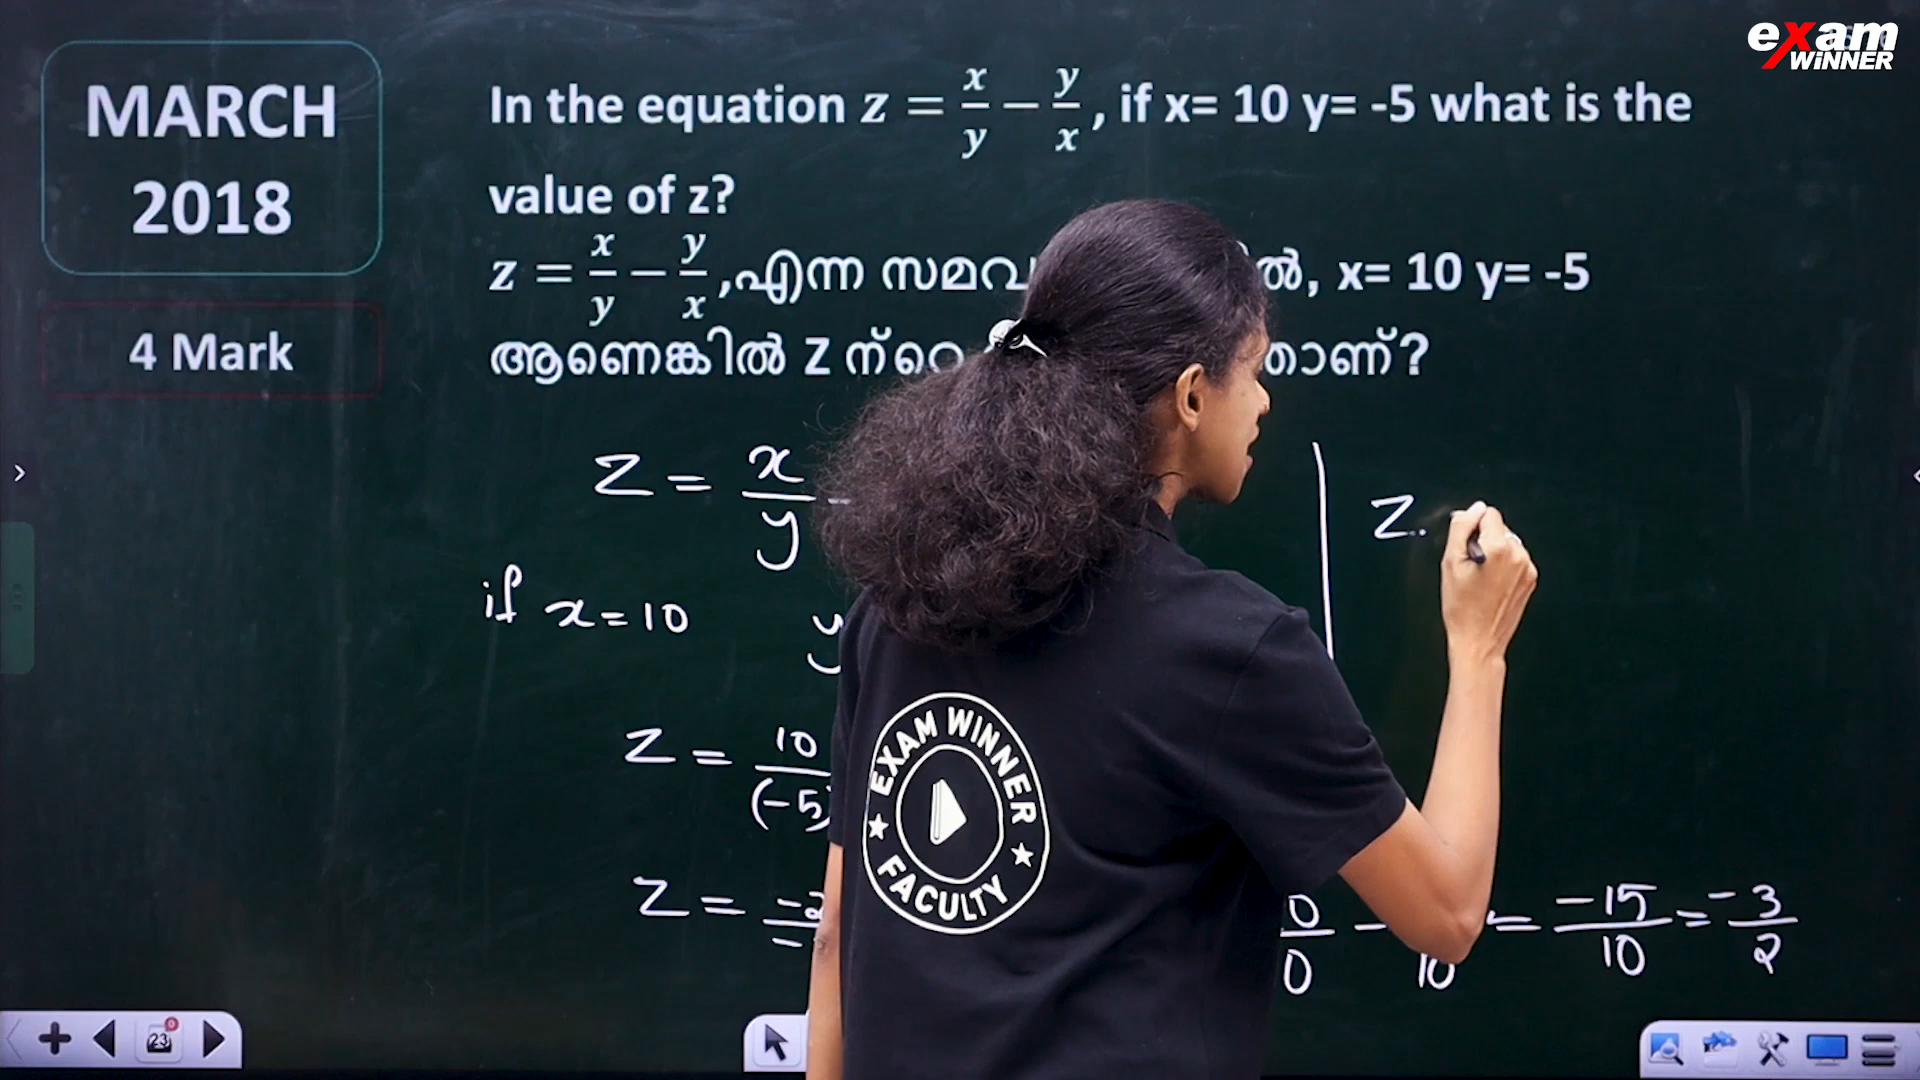 exam
WiNNER
MARCH
2018
4 Mark
In the equation z = x/y − y/x, if x= 10 y= -5 what is the
value of z?
z = x/y − y/x ,എന്ന x= 10 y= -5
ആണെങ്കിൽ z ന്റെ
Z = x/y
if x=10 y
Z = 10/(-5)
Z = = -15/10 = -3/2
Z
EXAM WINNER
FACULTY
23